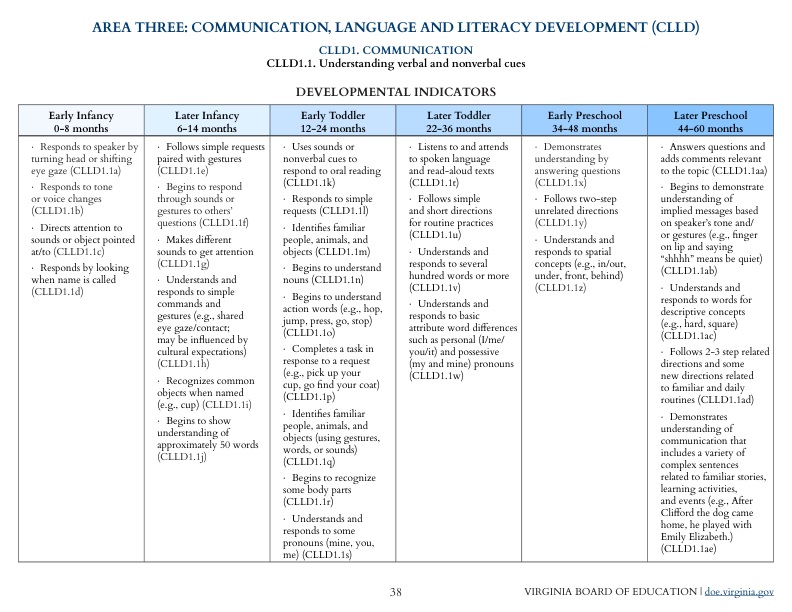 AREA THREE: COMMUNICATION, LANGUAGE AND LITERACY DEVELOPMENT (CLLD)
CLLD1. COMMUNICATION
CLLD1.1. Understanding verbal and nonverbal cues
DEVELOPMENTAL INDICATORS
Early Infancy
0-8 months
· Responds to speaker by
turning head or shifting
eye gaze (CLLD1.1a)
· Responds to tone
or voice changes
(CLLD1.1b)
· Directs attention to
sounds or object pointed
at/to (CLLD1.1c)
· Responds by looking
when name is called
(CLLD1.1d)
Later Infancy
6-14 months
· Follows simple requests
paired with gestures
(CLLD1.1e)
· Begins to respond
through sounds or
gestures to others’
questions (CLLD1.1f)
· Makes different
sounds to get attention
(CLLD1.1g)
· Understands and
responds to simple
commands and
gestures (e.g., shared
eye gaze/contact;
may be influenced by
cultural expectations)
(CLLD1.1h)
· Recognizes common
objects when named
(e.g., cup) (CLLD1.1i)
· Begins to show
understanding of
approximately 50 words
(CLLD1.1j)
Early Toddler
12-24 months
· Uses sounds or
nonverbal cues to
respond to oral reading
(CLLD1.1k)
· Responds to simple
requests (CLLD1.1l)
· Identifies familiar
people, animals, and
objects (CLLD1.1m)
· Begins to understand
nouns (CLLD1.1n)
· Begins to understand
action words (e.g., hop,
jump, press, go, stop)
(CLLD1.1o)
· Completes a task in
response to a request
(e.g., pick up your
cup, go find your coat)
(CLLD1.1p)
· Identifies familiar
people, animals, and
objects (using gestures,
words, or sounds)
(CLLD1.1q)
· Begins to recognize
some body parts
(CLLD1.1r)
· Understands and
responds to some
pronouns (mine, you,
me) (CLLD1.1s)
Later Toddler
22-36 months
· Listens to and attends
to spoken language
and read-aloud texts
(CLLD1.1t)
· Follows simple
and short directions
for routine practices
(CLLD1.1u)
· Understands and
responds to several
hundred words or more
(CLLD1.1v)
· Understands and
responds to basic
attribute word differences
such as personal (I/me/
you/it) and possessive
(my and mine) pronouns
(CLLD1.1w)
Early Preschool
34-48 months
· Demonstrates
understanding by
answering questions
(CLLD1.1x)
· Follows two-step
unrelated directions
(CLLD1.1y)
· Understands and
responds to spatial
concepts (e.g., in/out,
under, front, behind)
(CLLD1.1z)
Later Preschool
44-60 months
· Answers questions and
adds comments relevant
to the topic (CLLD1.1aa)
· Begins to demonstrate
understanding of
implied messages based
on speaker’s tone and/
or gestures (e.g., finger
on lip and saying
“shhhh” means be quiet)
(CLLD1.1ab)
· Understands and
responds to words for
descriptive concepts
(e.g., hard, square)
(CLLD1.1ac)
· Follows 2-3 step related
directions and some
new directions related
to familiar and daily
routines (CLLD1.1ad)
· Demonstrates
understanding of
communication that
includes a variety of
complex sentences
related to familiar stories,
learning activities,
and events (e.g., After
Clifford the dog came
home, he played with
Emily Elizabeth.)
(CLLD1.1ae)
38
VIRGINIA BOARD OF EDUCATION | doe.virginia.gov